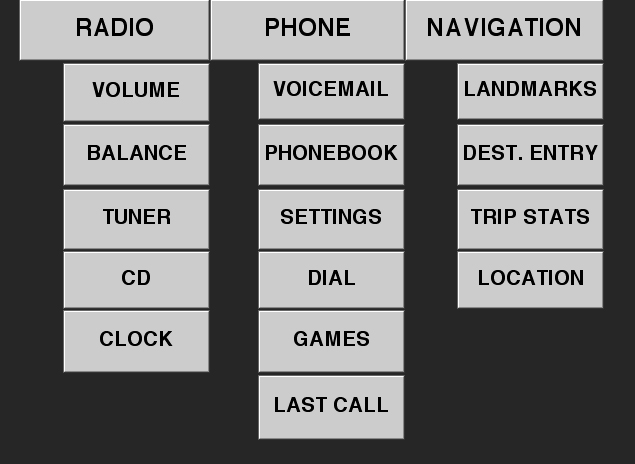 RADIO PHONE NAVIGATION
VOLUME VOICEMAIL LANDMARKS
BALANCE PHONEBOOK DEST. ENTRY
TUNER SETTINGS TRIP STATS
CD DIAL LOCATION
CLOCK GAMES
LAST CALL